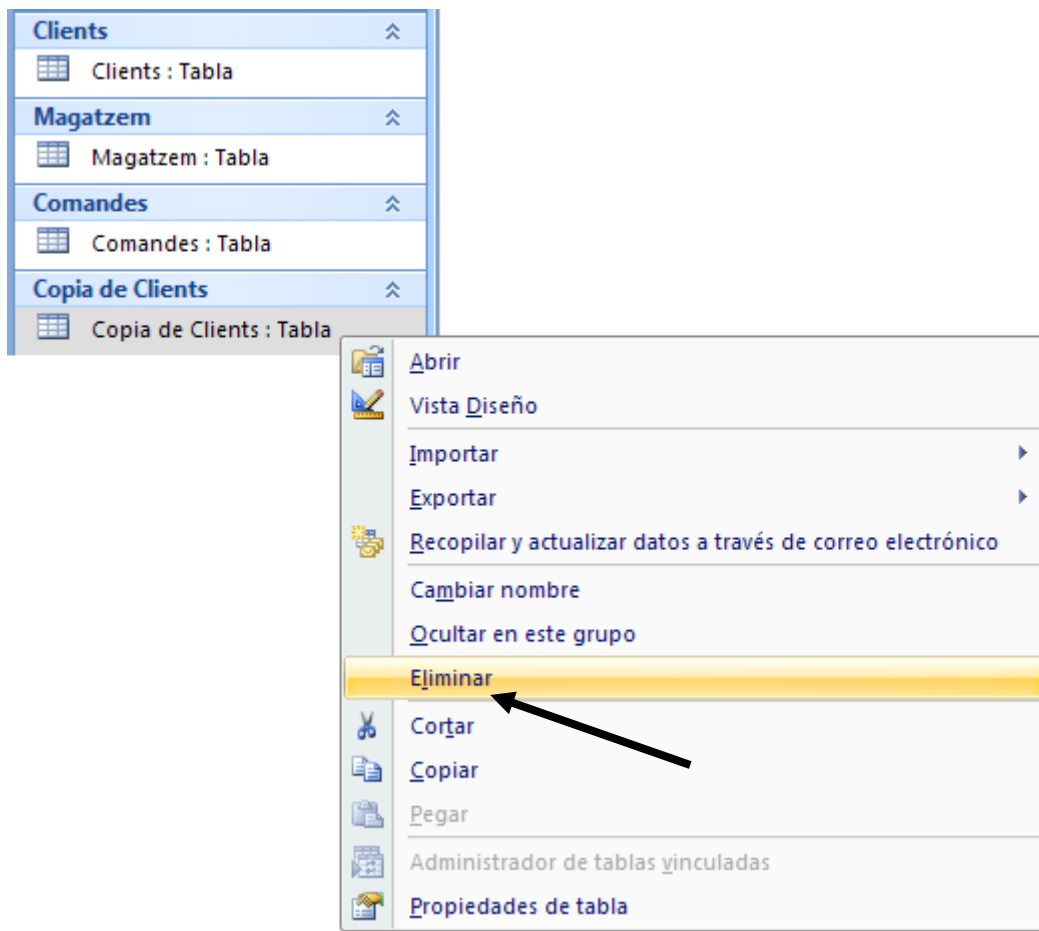 Clients
Clients : Tabla
Magatzem
Magatzem : Tabla
Comandes
Comandes : Tabla
Copia de Clients
Copia de Clients : Tabla
Abrir
Vista Diseño
Importar
Exportar
Recopilar y actualizar datos a través de correo electrónico
Cambiar nombre
Ocultar en este grupo
Eliminar
Cortar
Copiar
Pegar
Administrador de tablas vinculadas
Propiedades de tabla